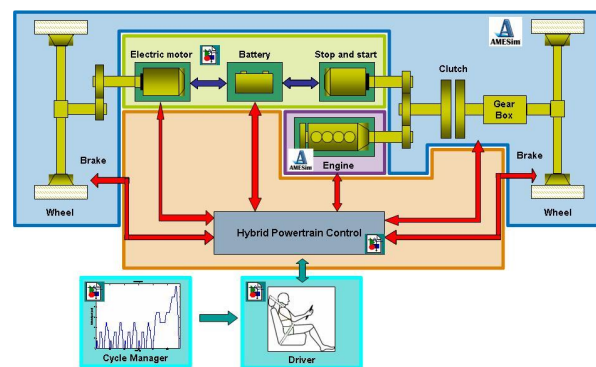 AMESim
Electric motor
Battery
Stop and start
Clutch
Gear
Box
AMESim
Engine
Brake
Brake
Wheel
Wheel
Hybrid Powertrain Control
Cycle Manager
Driver